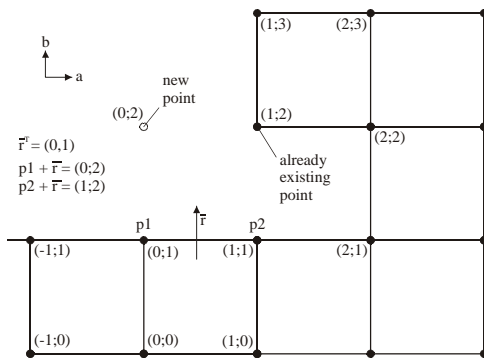 (1;3)
(2;3)
b
a
new
point
(0;2)
(1;2)
(2;2)
r̄ᵀ = (0,1)
p1 + r̄ = (0;2)
p2 + r̄ = (1;2)
already
existing
point
p1
r̄
p2
(-1;1)
(0;1)
(1;1)
(2;1)
(-1;0)
(0;0)
(1;0)